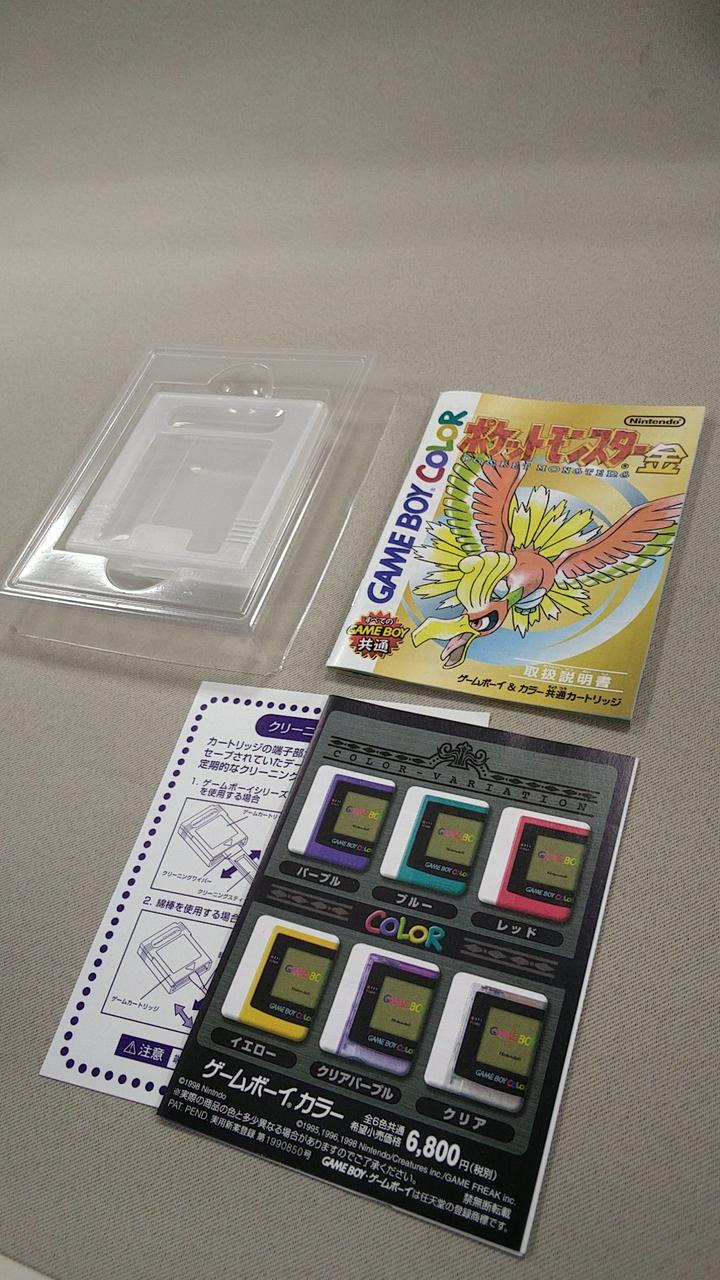 Nintendo
GAME BOY COLOR
ポケットモンスター金
POCKET MONSTERS
すべての
GAME BOY
共通
取扱説明書
ゲームボーイ & カラー共通カートリッジ
クリーニ
カートリッジの端子部
セーブされていたデー
定期的なクリーニング
1. ゲームボーイシリーズ
を使用する場合
ゲームカートリ
クリーニングワイパー
クリーニングスティ
2. 綿棒を使用する場合
ゲームカートリッジ
注意
COLOR-VARIATION
パープル
ブルー
レッド
COLOR
イエロー
クリアパープル
クリア
ゲームボーイカラー
全6色共通
希望小売価格 6,800円(税別)
©1998 Nintendo
©1995,1996,1998 Nintendo/Creatures inc./GAME FREAK inc.
※実際の商品の色と多少異なる場合がありますのでご了承ください。
禁無断転載
PAT. PEND. 実用新案登録 第1990850号
GAME BOY・ゲームボーイは任天堂の登録商標です。